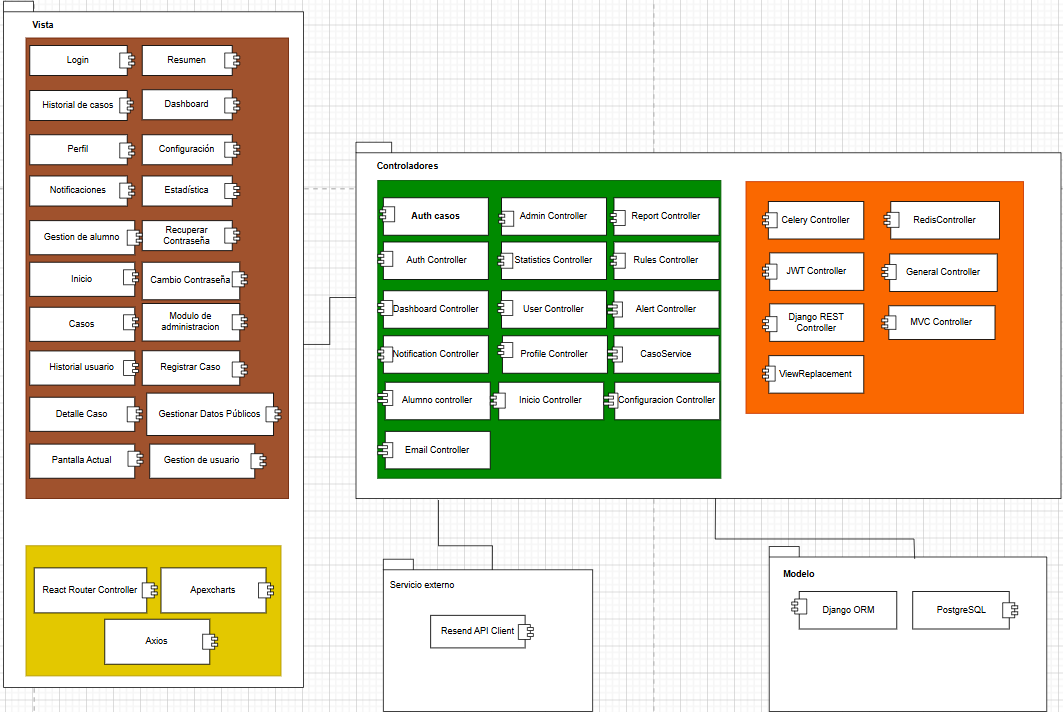 Vista
Login
Resumen
Historial de casos
Dashboard
Perfil
Configuración
Notificaciones
Estadística
Gestion de alumno
Recuperar
Contraseña
Inicio
Cambio Contraseña
Casos
Modulo de
administracion
Historial usuario
Registrar Caso
Detalle Caso
Gestionar Datos Públicos
Pantalla Actual
Gestion de usuario
React Router Controller
Apexcharts
Axios
Controladores
Auth casos
Admin Controller
Report Controller
Auth Controller
Statistics Controller
Rules Controller
Dashboard Controller
User Controller
Alert Controller
Notification Controller
Profile Controller
CasoService
Alumno controller
Inicio Controller
Configuracion Controller
Email Controller
Celery Controller
RedisController
JWT Controller
General Controller
Django REST
Controller
MVC Controller
ViewReplacement
Servicio externo
Resend API Client
Modelo
Django ORM
PostgreSQL